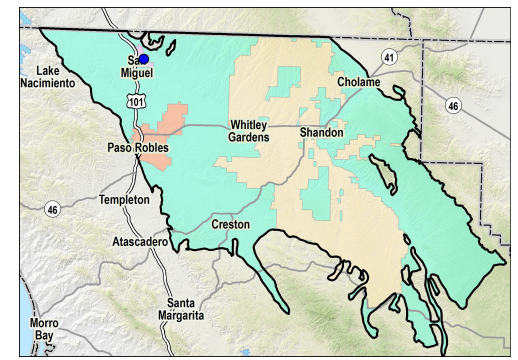 San
Miguel
Lake
Nacimiento
41
Cholame
46
101
Whitley
Gardens
Shandon
Paso Robles
Templeton
46
Creston
Atascadero
Santa
Margarita
Morro
Bay